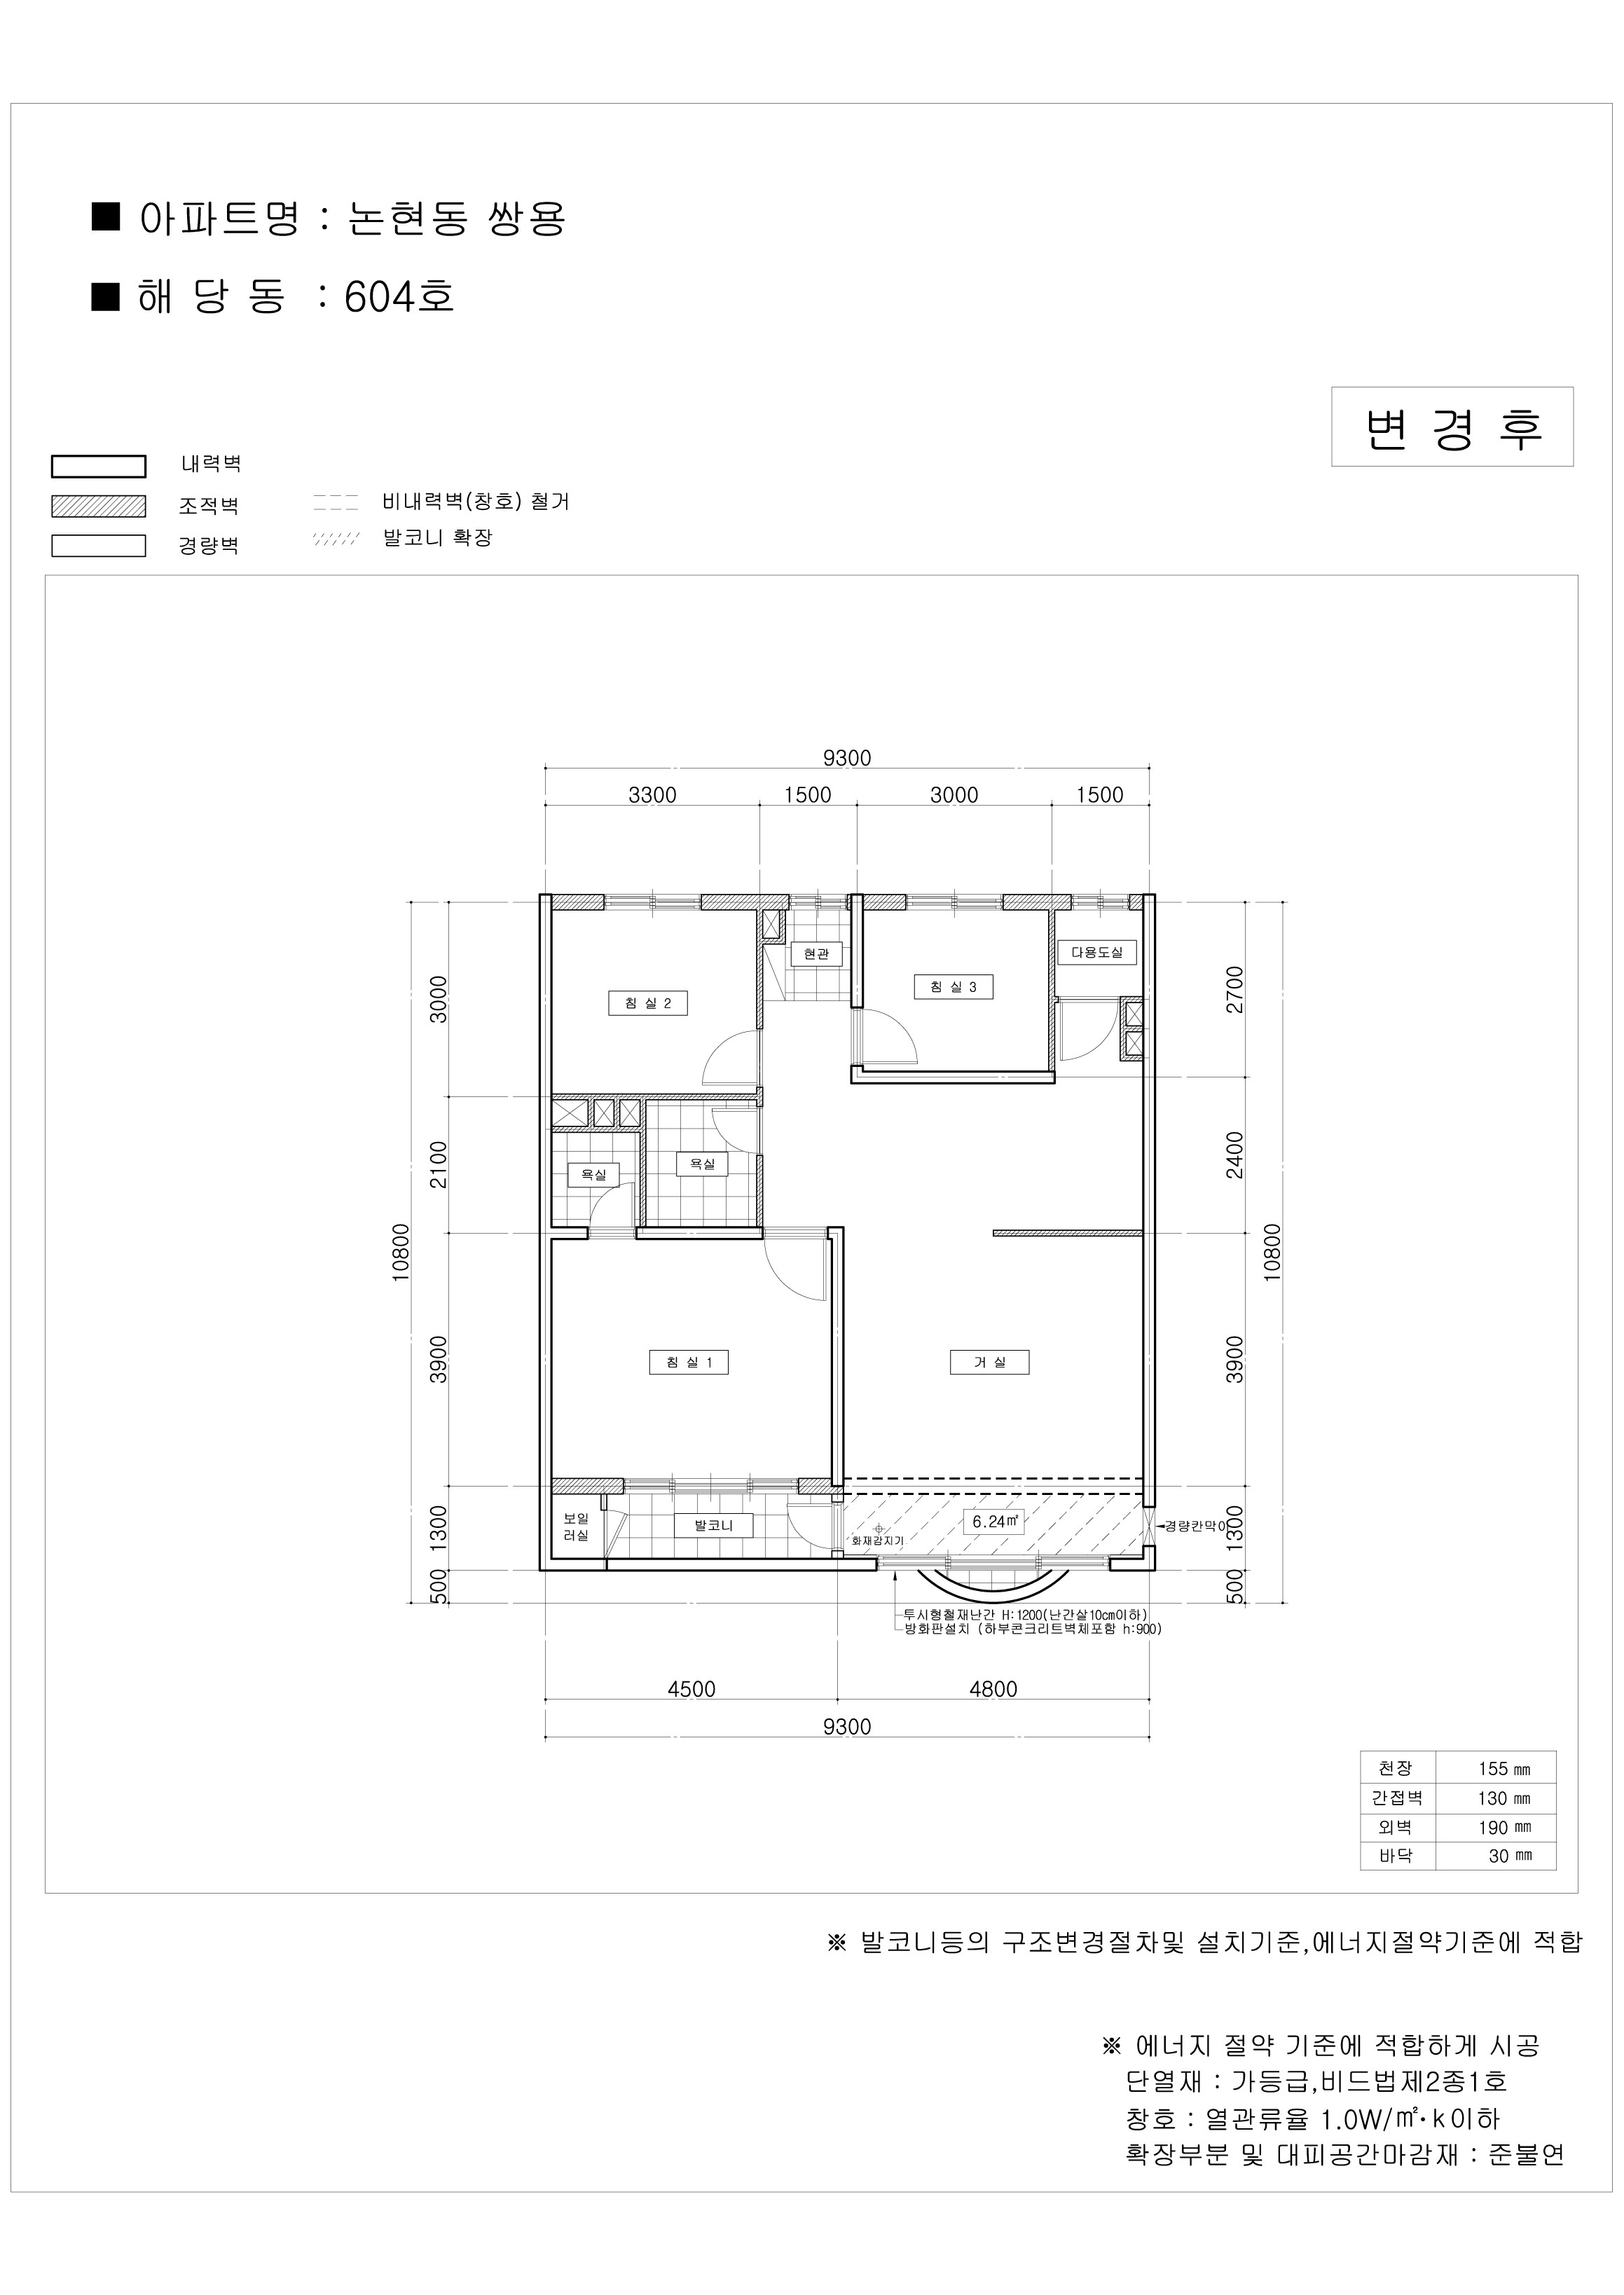 ■ 아파트명 : 논현동 쌍용
■ 해 당 동 : 604호
변 경 후
내력벽
조적벽
경량벽
비내력벽(창호) 철거
발코니 확장
9300
3300 1500 3000 1500
현관
다용도실
침 실 3
침 실 2
3000
2700
욕실
욕실
2100
2400
10800
10800
침 실 1
거 실
3900
3900
보일
러실
발코니
6.24㎡
화재감지기
경량칸막이
1300
1300
500
500
투시형철재난간 H:1200(난간살10cm이하)
방화판설치 (하부콘크리트벽체포함 h:900)
4500 4800
9300
천장 155 ㎜
간접벽 130 ㎜
외벽 190 ㎜
바닥 30 ㎜
※ 발코니등의 구조변경절차및 설치기준,에너지절약기준에 적합
※ 에너지 절약 기준에 적합하게 시공
단열재 : 가등급,비드법제2종1호
창호 : 열관류율 1.0W/㎡·k이하
확장부분 및 대피공간마감재 : 준불연